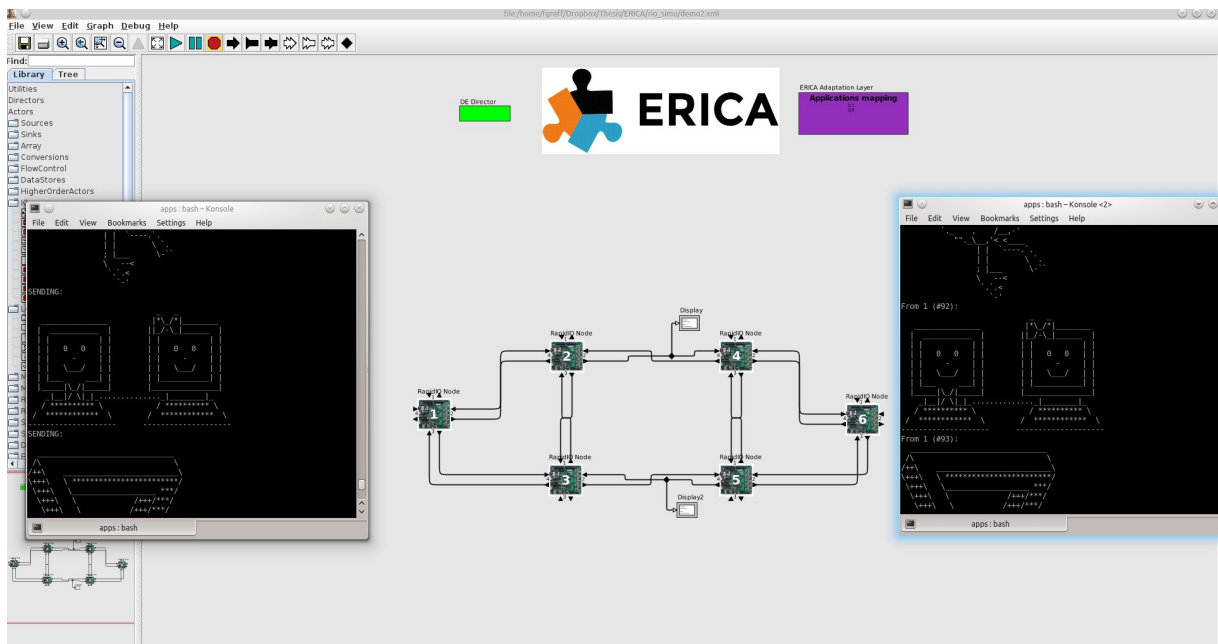 file:/home/fgreff/Dropbox/Thesis/ERICA/rio_simu/demo2.xml
File View Edit Graph Debug Help
Find:
Library Tree
Utilities
Directors
Actors
Sources
Sinks
Array
Conversions
FlowControl
DataStores
HigherOrderActors
DE Director
ERICA
ERICA Adaptation Layer
Applications mapping
apps : bash – Konsole
File Edit View Bookmarks Settings Help
SENDING:
SENDING:
apps : bash
Display
RapidIO Node
2
RapidIO Node
4
RapidIO Node
1
RapidIO Node
6
RapidIO Node
3
RapidIO Node
5
Display2
apps : bash – Konsole <2>
File Edit View Bookmarks Settings Help
From 1 (#92):
From 1 (#93):
apps : bash